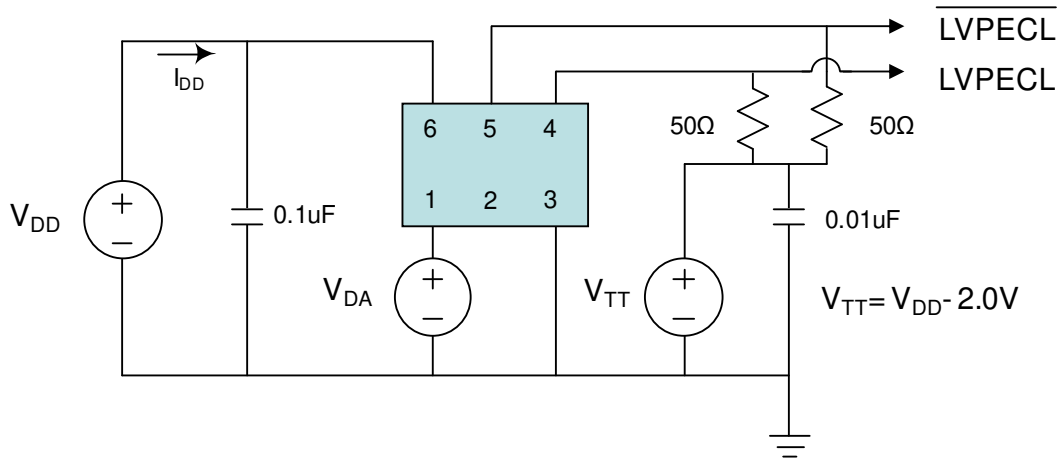 LVPECL
LVPECL
I_DD
50Ω
50Ω
6 5 4
1 2 3
V_DD
0.1uF
0.01uF
V_DA
V_TT
V_TT= V_DD- 2.0V